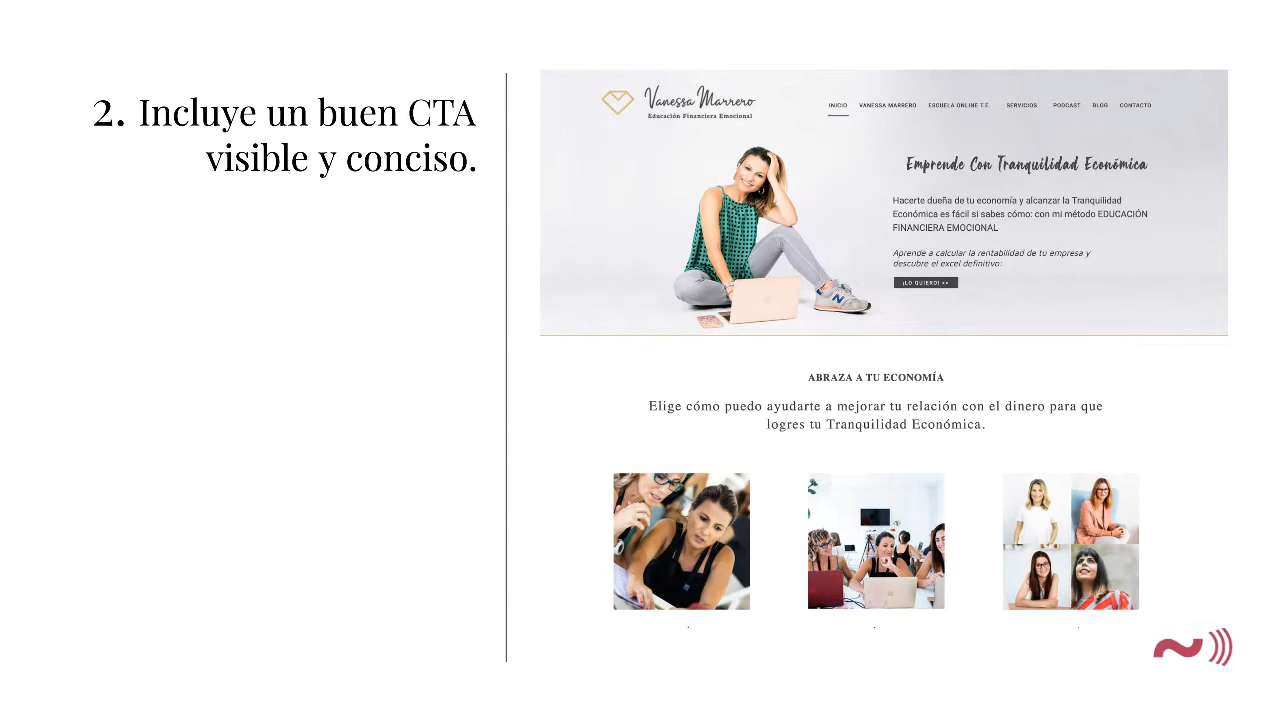 2. Incluye un buen CTA
visible y conciso.
Vanessa Marrero
Educación Financiera Emocional
INICIO VANESSA MARRERO ESCUELA ONLINE T.E. SERVICIOS PODCAST BLOG CONTACTO
Emprende Con Tranquilidad Económica
Hacerte dueña de tu economía y alcanzar la Tranquilidad
Económica es fácil si sabes cómo: con mi método EDUCACIÓN
FINANCIERA EMOCIONAL
Aprende a calcular la rentabilidad de tu empresa y
descubre el excel definitivo:
¡LO QUIERO! >>
ABRAZA A TU ECONOMÍA
Elige cómo puedo ayudarte a mejorar tu relación con el dinero para que
logres tu Tranquilidad Económica.